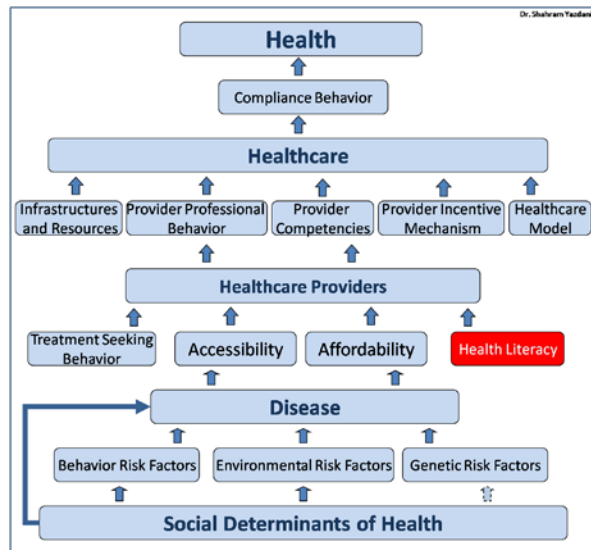 Dr. Shahram Yazdani
Health
Compliance Behavior
Healthcare
Infrastructures
and Resources
Provider Professional
Behavior
Provider
Competencies
Provider Incentive
Mechanism
Healthcare
Model
Healthcare Providers
Treatment Seeking
Behavior
Accessibility
Affordability
Health Literacy
Disease
Behavior Risk Factors
Environmental Risk Factors
Genetic Risk Factors
Social Determinants of Health